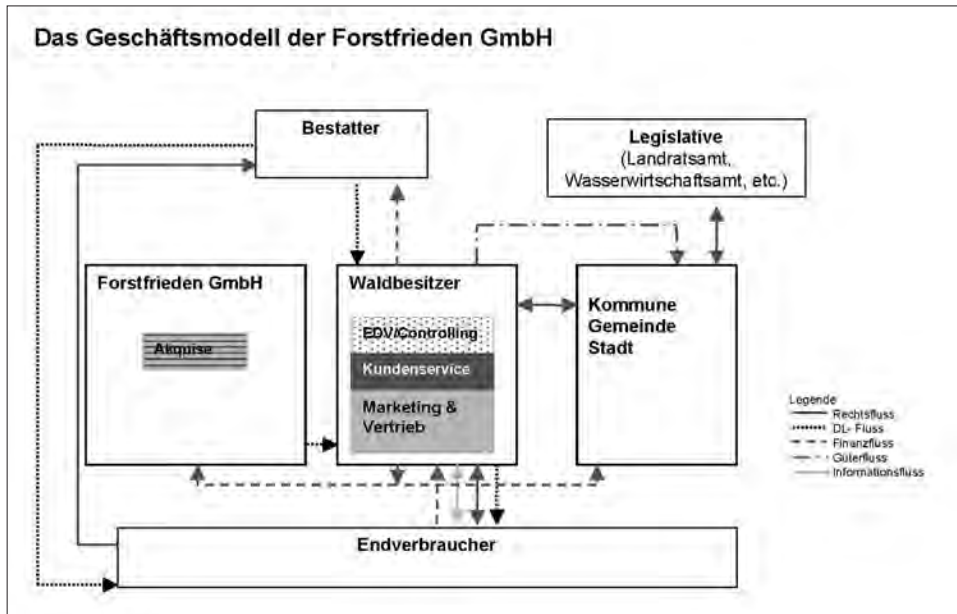 Das Geschäftsmodell der Forstfrieden GmbH
Bestatter
Legislative
(Landratsamt,
Wasserwirtschaftsamt, etc.)
Forstfrieden GmbH
Akquise
Waldbesitzer
EDV/Controlling
Kundenservice
Marketing &
Vertrieb
Kommune
Gemeinde
Stadt
Legende
Rechtsfluss
DL- Fluss
Finanzfluss
Güterfluss
Informationsfluss
Endverbraucher